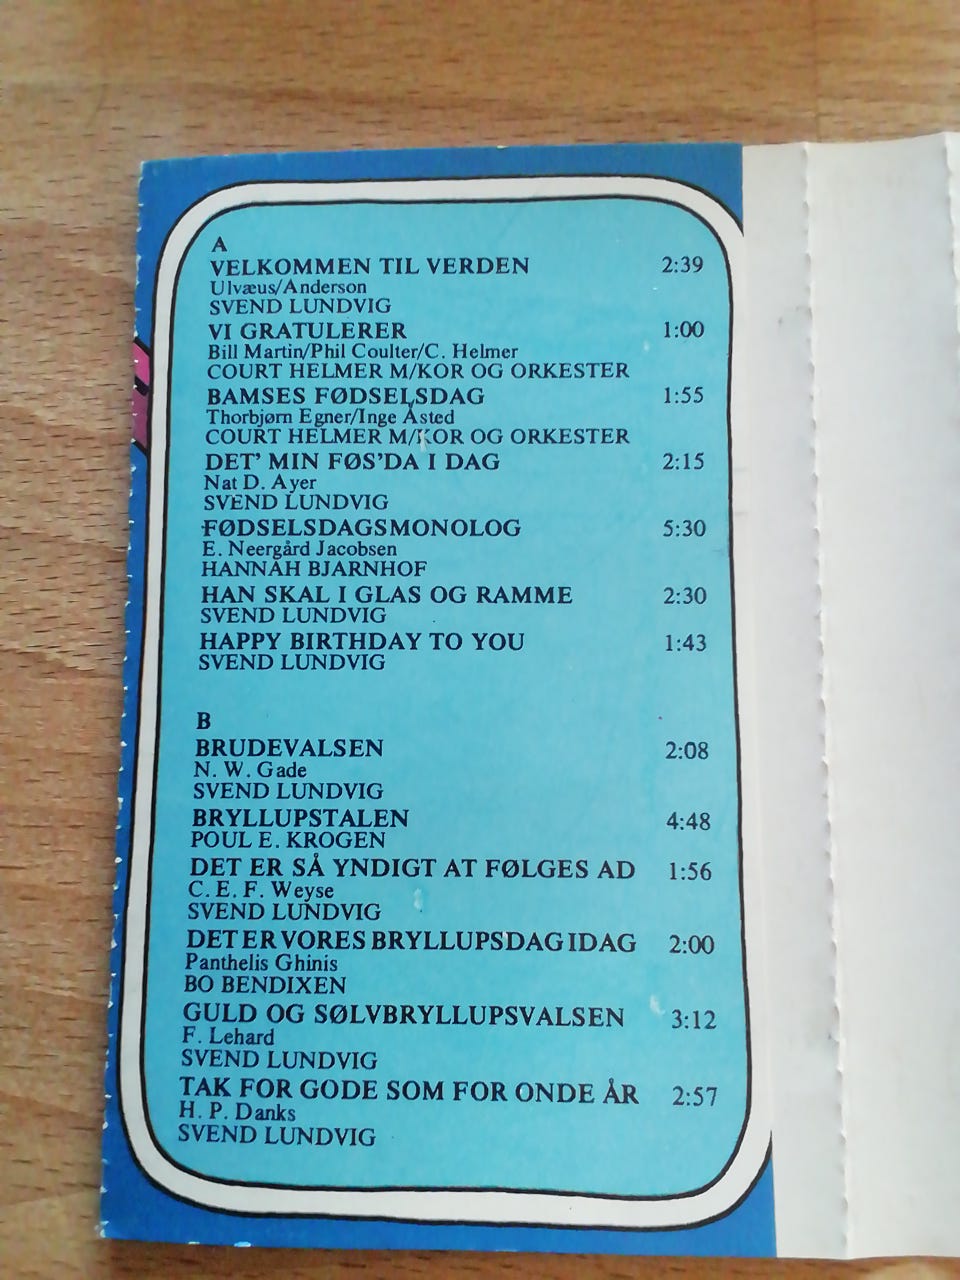 A
VELKOMMEN TIL VERDEN 2:39
Ulvæus/Anderson
SVEND LUNDVIG
VI GRATULERER 1:00
Bill Martin/Phil Coulter/C. Helmer
COURT HELMER M/KOR OG ORKESTER
BAMSES FØDSELSDAG 1:55
Thorbjørn Egner/Inge Åsted
COURT HELMER M/KOR OG ORKESTER
DET' MIN FØS'DA I DAG 2:15
Nat D. Ayer
SVEND LUNDVIG
FØDSELSDAGSMONOLOG 5:30
E. Neergård Jacobsen
HANNAH BJARNHOF
HAN SKAL I GLAS OG RAMME 2:30
SVEND LUNDVIG
HAPPY BIRTHDAY TO YOU 1:43
SVEND LUNDVIG
B
BRUDEVALSEN 2:08
N. W. Gade
SVEND LUNDVIG
BRYLLUPSTALEN 4:48
POUL E. KROGEN
DET ER SÅ YNDIGT AT FØLGES AD 1:56
C. E. F. Weyse
SVEND LUNDVIG
DET ER VORES BRYLLUPSDAG IDAG 2:00
Panthelis Ghinis
BO BENDIXEN
GULD OG SØLVBRYLLUPSVALSEN 3:12
F. Lehard
SVEND LUNDVIG
TAK FOR GODE SOM FOR ONDE ÅR 2:57
H. P. Danks
SVEND LUNDVIG